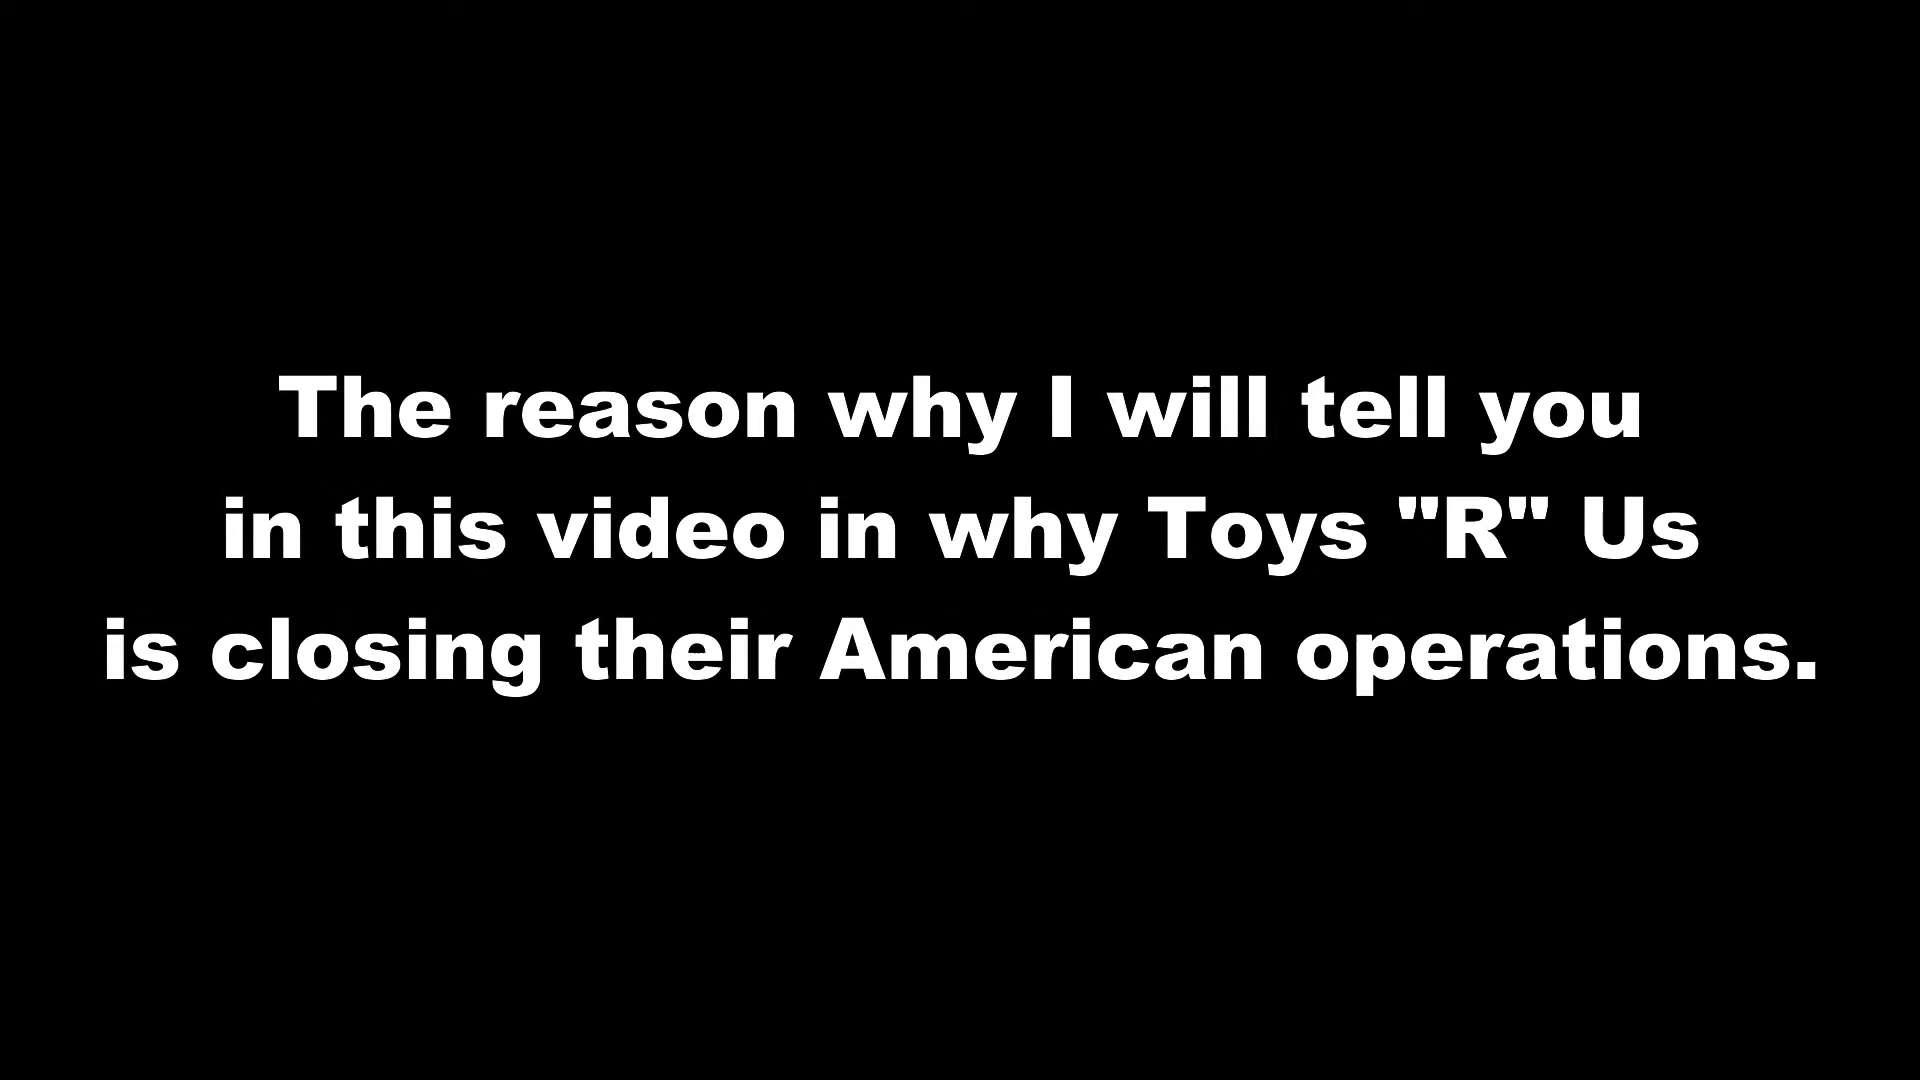 The reason why I will tell you
in this video in why Toys "R" Us
is closing their American operations.